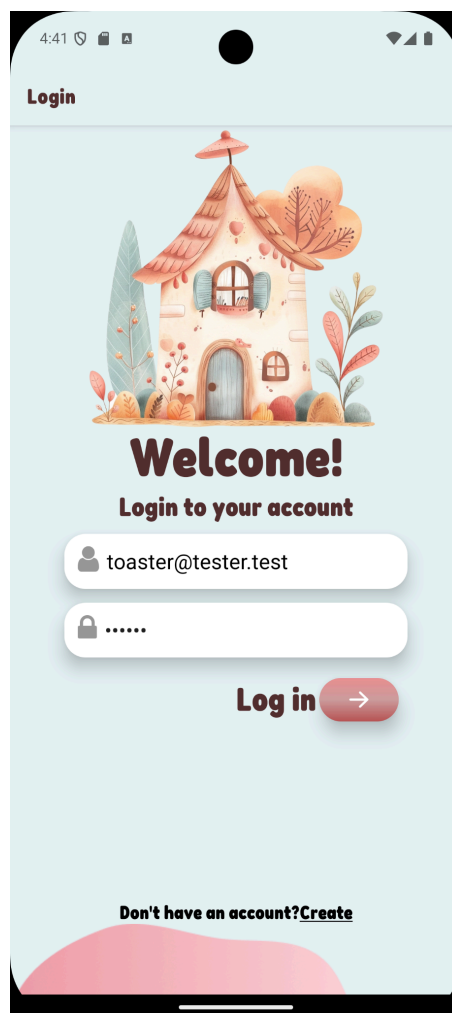 4:41
Login
Welcome!
Login to your account
toaster@tester.test
••••••
Log in
Don't have an account?Create